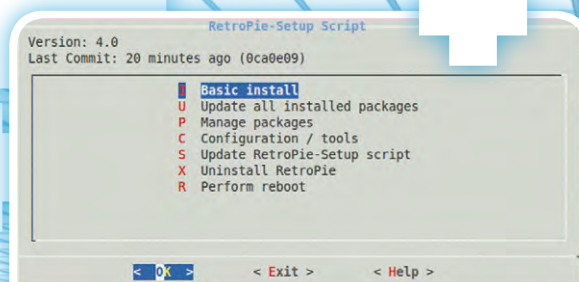 RetroPie-Setup Script
Version: 4.0
Last Commit: 20 minutes ago (0ca0e09)
I Basic install
U Update all installed packages
P Manage packages
C Configuration / tools
S Update RetroPie-Setup script
X Uninstall RetroPie
R Perform reboot
< OK > < Exit > < Help >